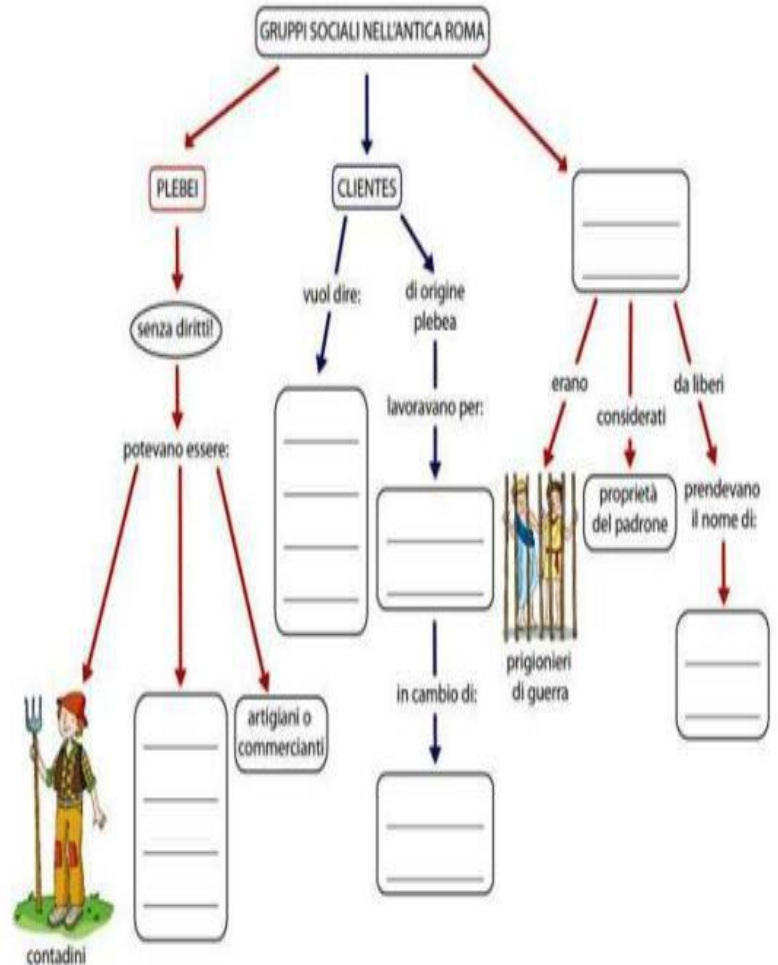 GRUPPI SOCIALI NELL'ANTICA ROMA
PLEBEI
CLIENTES
senza diritti!
vuol dire:
di origine
plebea
erano
considerati
da liberi
lavoravano per:
potevano essere:
proprietà
del padrone
prendevano
il nome di:
prigionieri
di guerra
in cambio di:
artigiani o
commercianti
contadini